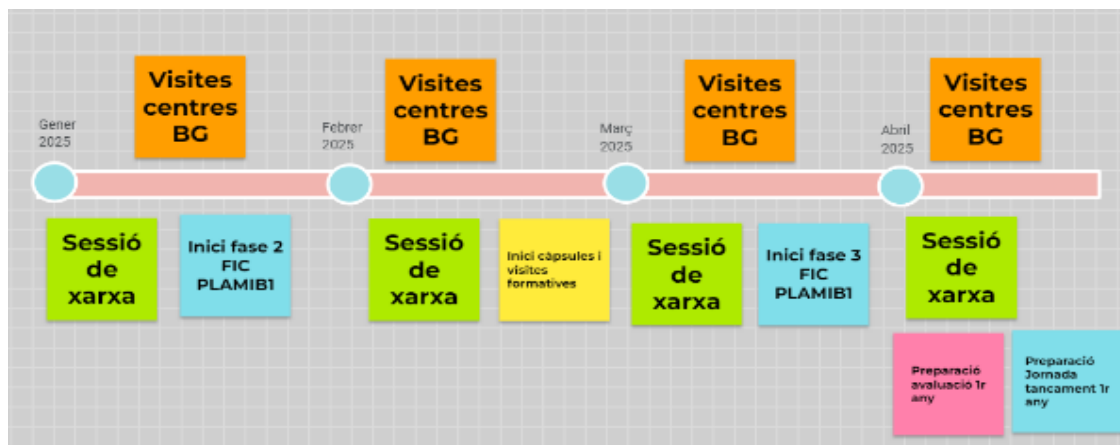 Visites
centres
BG
Visites
centres
BG
Visites
centres
BG
Visites
centres
BG
Gener
2025
Febrer
2025
Març
2025
Abril
2025
Sessió
de
xarxa
Inici fase 2
FIC
PLAMIB1
Sessió
de
xarxa
Inici càpsules i
visites
formatives
Sessió
de
xarxa
Inici fase 3
FIC
PLAMIB1
Sessió
de
xarxa
Preparació
avaluació 1r
any
Preparació
Jornada
tancament 1r
any